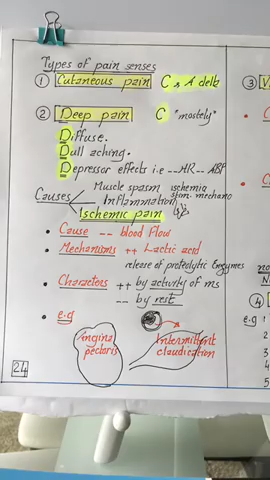 Types of pain senses
① Cutaneous pain C & A delta
② Deep pain C "mostely"
Diffuse.
Dull aching.
Depressor effects i.e --HR-- ABP
Causes
Muscle spasm ischemia
Inflammation stim. mechano
Ischemic pain
• Cause -- blood Flow
• Mechanisms ++ Lactic acid
release of proteolytic Enzymes
• Characters ++ by activity of ms
-- by rest
• e.g
Angina pectoris
Intermittent claudication
24
③ V
• C
• C
④
e.g 1
2
3
4
5